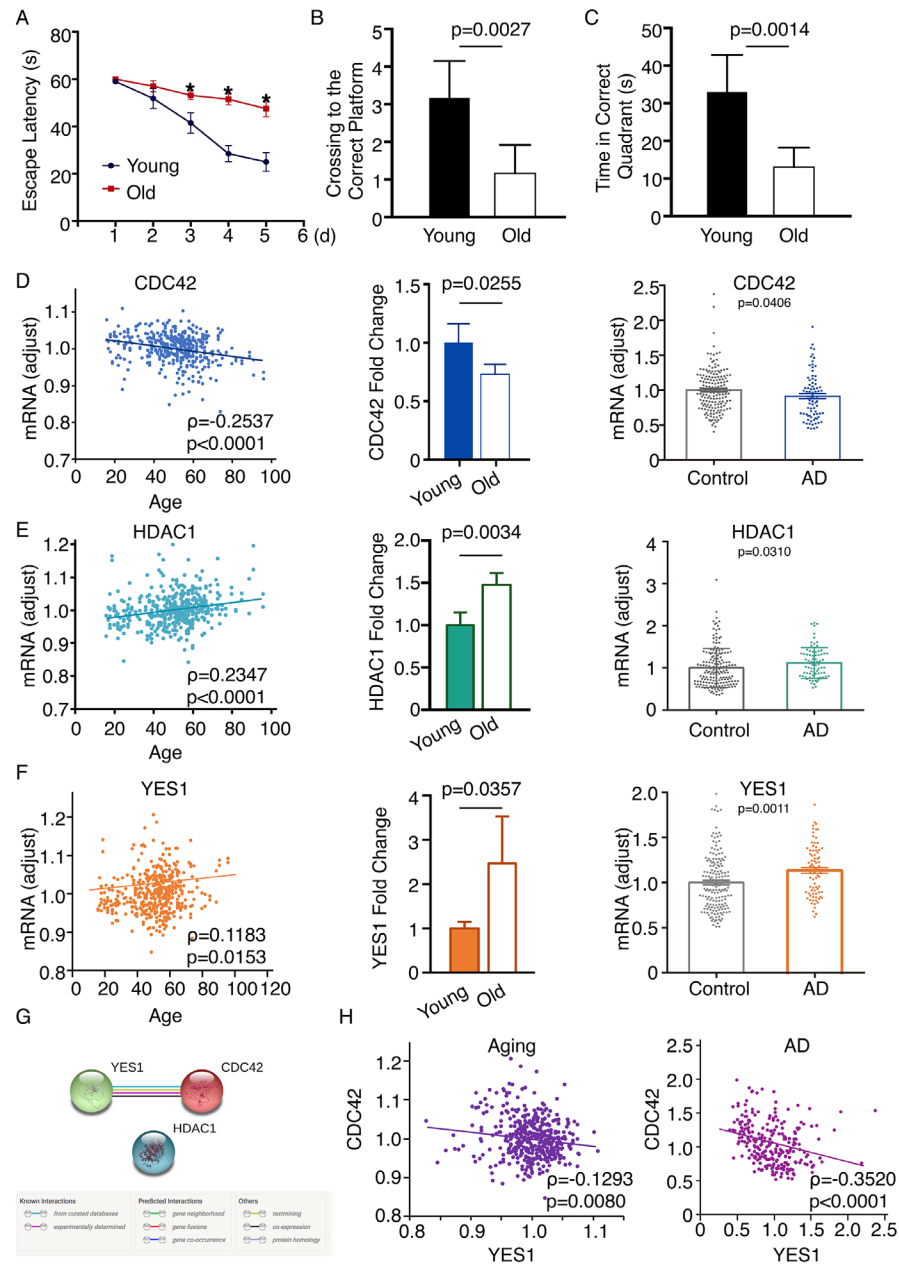 A
Escape Latency (s)
80
60
40
20
0
* * *
Young
Old
1 2 3 4 5 6 (d)
B
p=0.0027
Crossing to the
Correct Platform
5
4
3
2
1
0
Young Old
C
p=0.0014
Time in Correct
Quadrant (s)
50
40
30
20
10
0
Young Old
D
CDC42
mRNA (adjust)
1.1
1.0
0.9
0.8
0.7
ρ=-0.2537
p<0.0001
0 20 40 60 80 100
Age
p=0.0255
CDC42 Fold Change
1.5
1.0
0.5
0
Young Old
CDC42
p=0.0406
mRNA (adjust)
2.5
2.0
1.5
1.0
0.5
0
Control AD
E
HDAC1
mRNA (adjust)
1.2
1.1
1.0
0.9
0.8
0.7
ρ=0.2347
p<0.0001
0 20 40 60 80 100
Age
p=0.0034
HDAC1 Fold Change
2.0
1.5
1.0
0.5
0
Young Old
HDAC1
p=0.0310
mRNA (adjust)
4
3
2
1
0
Control AD
F
YES1
mRNA (adjust)
1.2
1.1
1.0
0.9
0.8
ρ=0.1183
p=0.0153
0 20 40 60 80 100 120
Age
p=0.0357
YES1 Fold Change
4
3
2
1
0
Young Old
YES1
p=0.0011
mRNA (adjust)
2.0
1.5
1.0
0.5
0
Control AD
G
YES1
CDC42
HDAC1
Known Interactions
from curated databases
experimentally determined
Predicted Interactions
gene neighborhood
gene fusions
gene co-occurrence
Others
textmining
co-expression
protein homology
H
Aging
CDC42
1.2
1.1
1.0
0.9
0.8
ρ=-0.1293
p=0.0080
0.8 0.9 1.0 1.1
YES1
AD
CDC42
2.5
2.0
1.5
1.0
0.5
0
ρ=-0.3520
p<0.0001
0 0.5 1.0 1.5 2.0 2.5
YES1